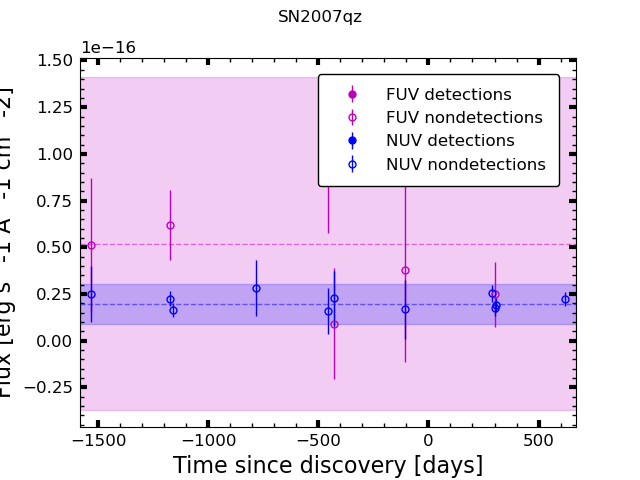 SN2007qz
1e−16
1.50
1.25
1.00
0.75
0.50
0.25
0.00
−0.25
Flux [erg s -1 A -1 cm -2]
FUV detections
FUV nondetections
NUV detections
NUV nondetections
−1500 −1000 −500 0 500
Time since discovery [days]